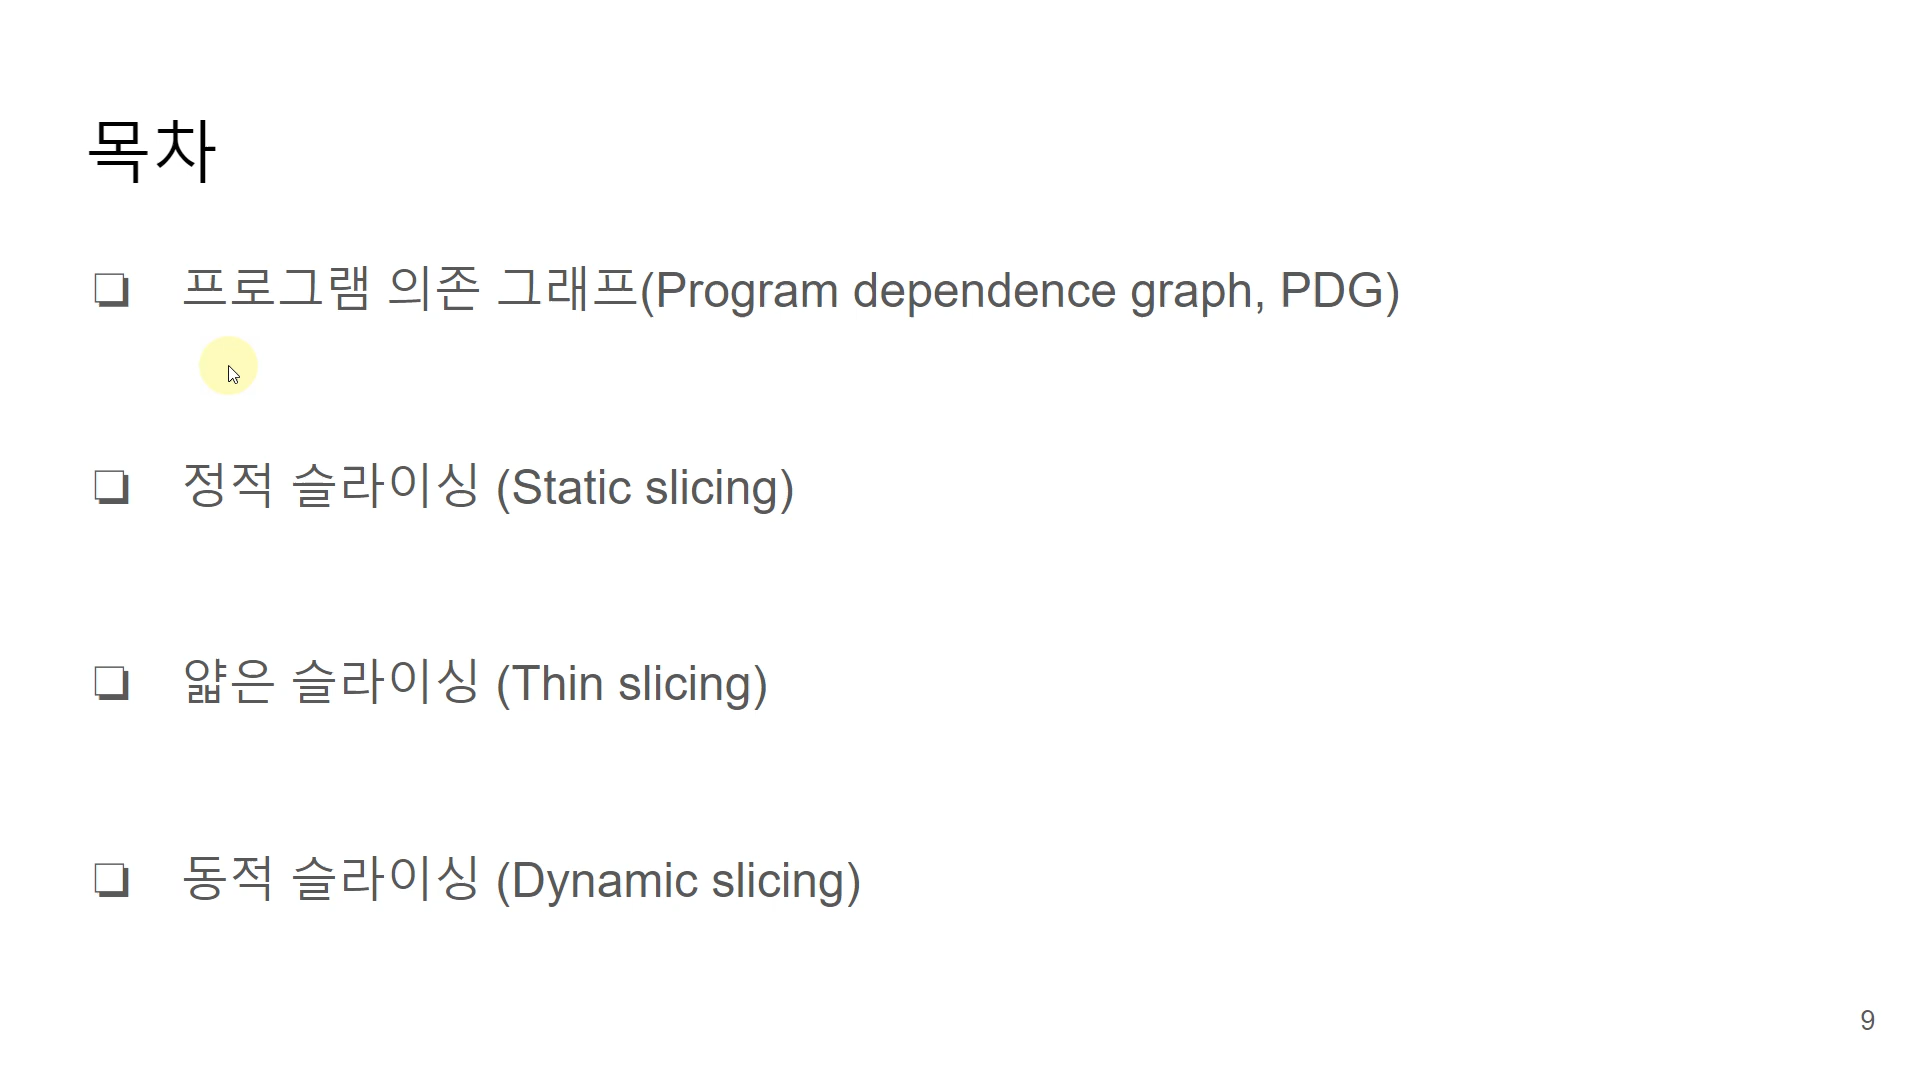 목차
❏ 프로그램 의존 그래프(Program dependence graph, PDG)
❏ 정적 슬라이싱 (Static slicing)
❏ 얇은 슬라이싱 (Thin slicing)
❏ 동적 슬라이싱 (Dynamic slicing)
9